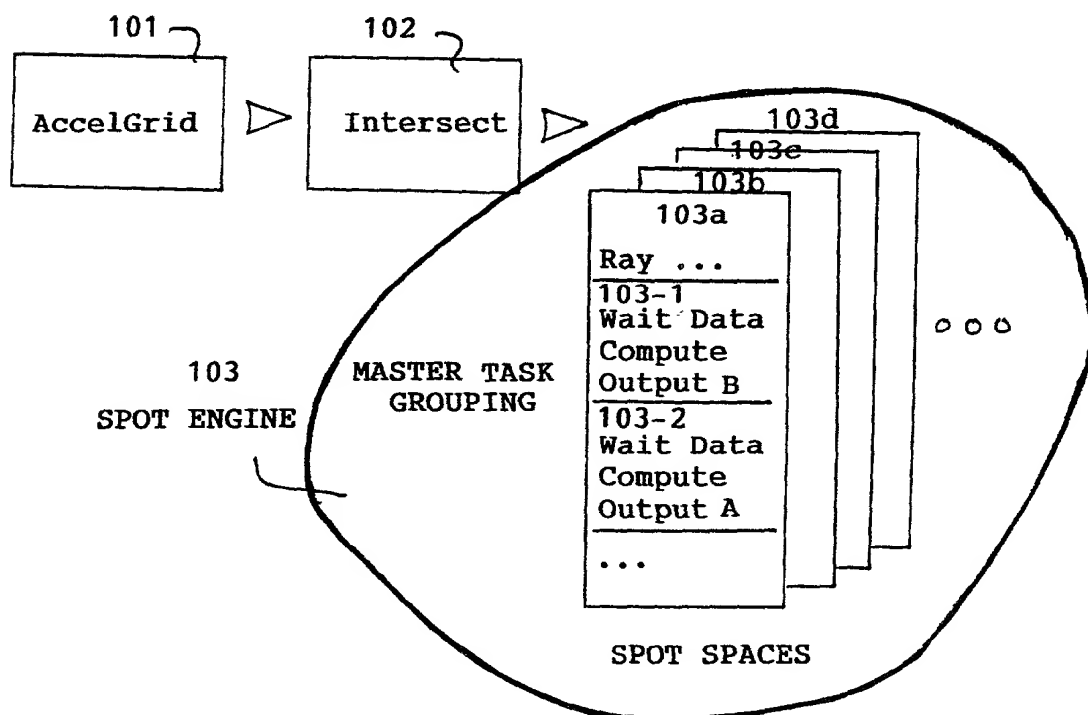 101
102
AccelGrid
Intersect
103d
103c
103b
103a
Ray ...
103-1
Wait Data
Compute
Output B
103-2
Wait Data
Compute
Output A
...
103
SPOT ENGINE
MASTER TASK
GROUPING
SPOT SPACES